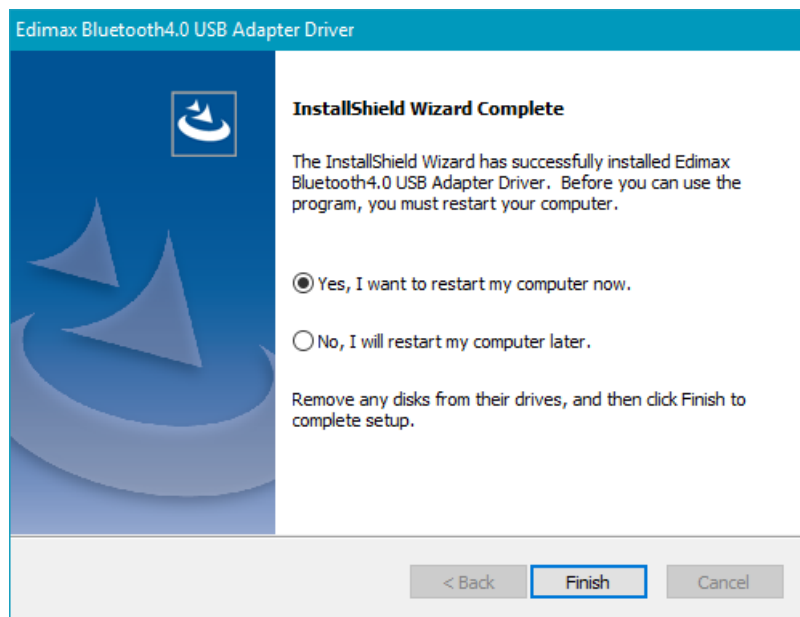 Edimax Bluetooth4.0 USB Adapter Driver
InstallShield Wizard Complete
The InstallShield Wizard has successfully installed Edimax
Bluetooth4.0 USB Adapter Driver.  Before you can use the
program, you must restart your computer.
Yes, I want to restart my computer now.
No, I will restart my computer later.
Remove any disks from their drives, and then click Finish to
complete setup.
< Back Finish Cancel